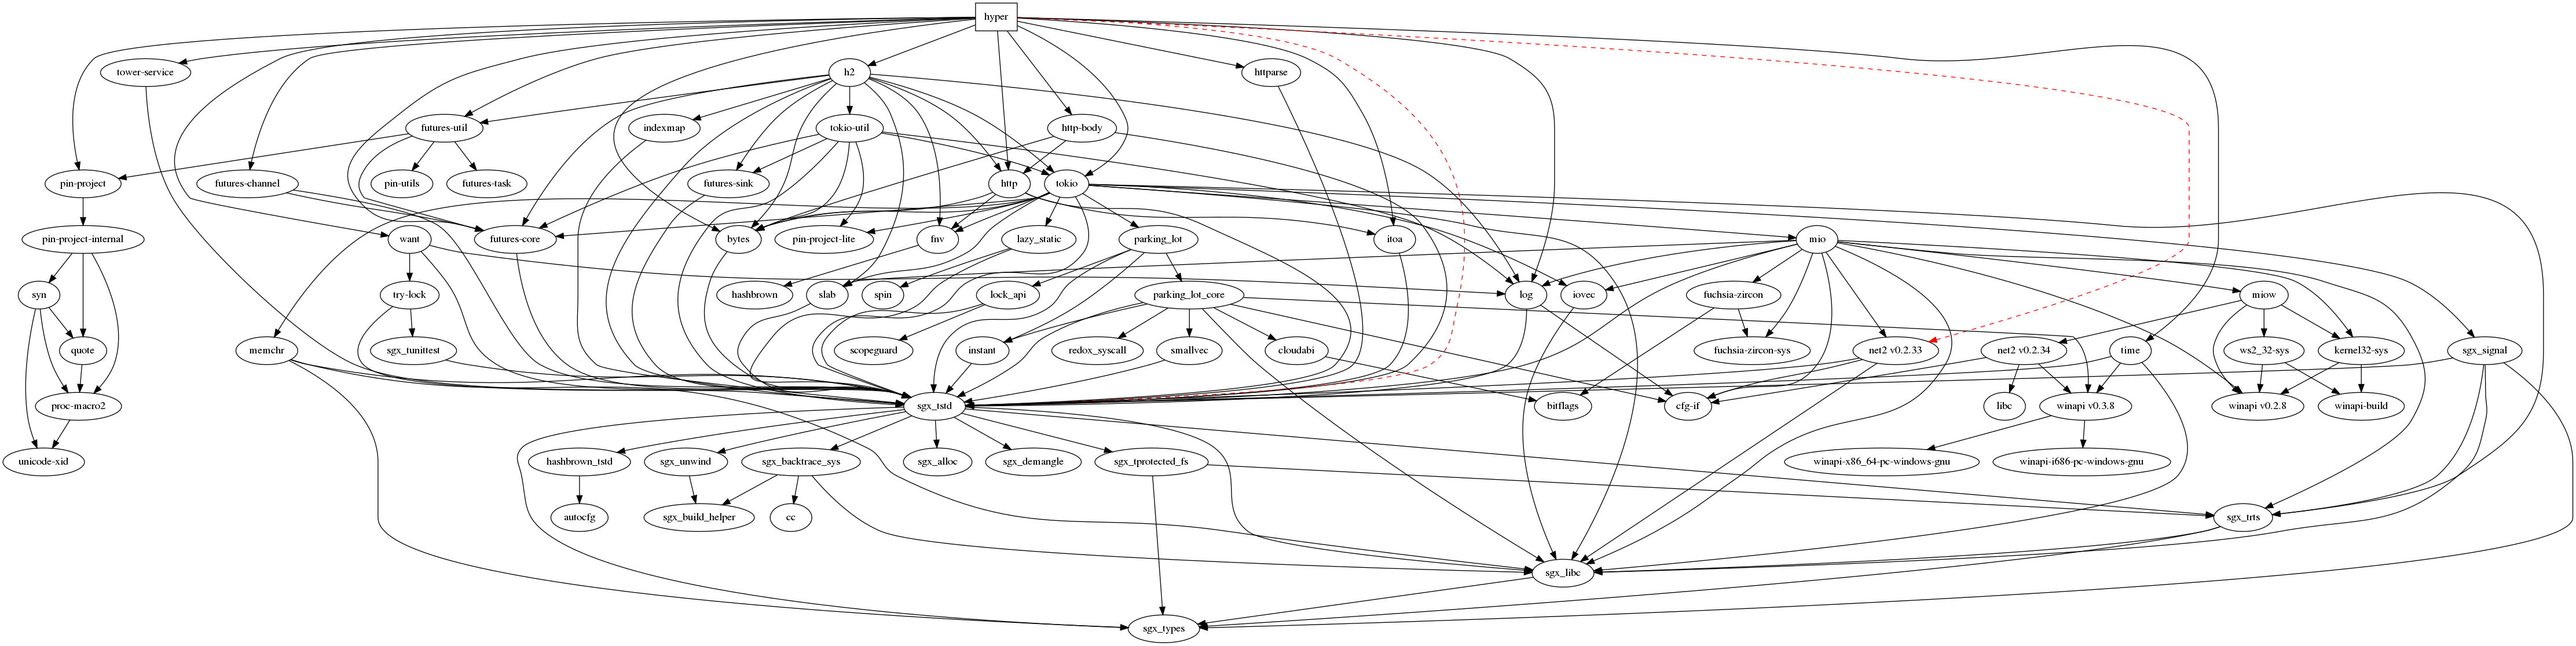 hyper
tower-service
h2
httparse
futures-util
indexmap
tokio-util
http-body
pin-project
futures-channel
pin-utils
futures-task
futures-sink
http
tokio
pin-project-internal
want
futures-core
bytes
pin-project-lite
fnv
lazy_static
parking_lot
itoa
mio
syn
try-lock
hashbrown
slab
spin
lock_api
parking_lot_core
log
iovec
fuchsia-zircon
miow
quote
memchr
sgx_tunittest
scopeguard
instant
redox_syscall
smallvec
cloudabi
fuchsia-zircon-sys
net2 v0.2.33
net2 v0.2.34
time
ws2_32-sys
kernel32-sys
sgx_signal
proc-macro2
sgx_tstd
bitflags
cfg-if
libc
winapi v0.3.8
winapi v0.2.8
winapi-build
unicode-xid
hashbrown_tstd
sgx_unwind
sgx_backtrace_sys
sgx_alloc
sgx_demangle
sgx_tprotected_fs
winapi-x86_64-pc-windows-gnu
winapi-i686-pc-windows-gnu
autocfg
sgx_build_helper
cc
sgx_trts
sgx_libc
sgx_types